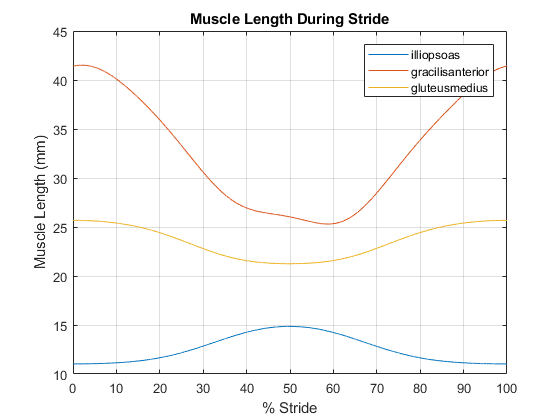 Muscle Length During Stride
illiopsoas
gracilisanterior
gluteusmedius
Muscle Length (mm)
45
40
35
30
25
20
15
10
0 10 20 30 40 50 60 70 80 90 100
% Stride